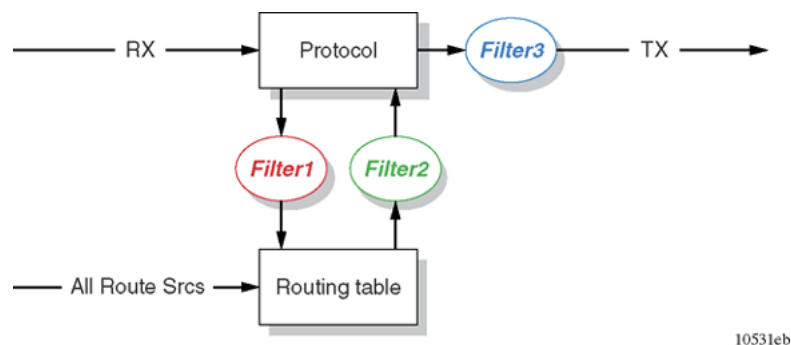 RX
Protocol
Filter3
TX
Filter1
Filter2
All Route Srcs
Routing table
10531eb